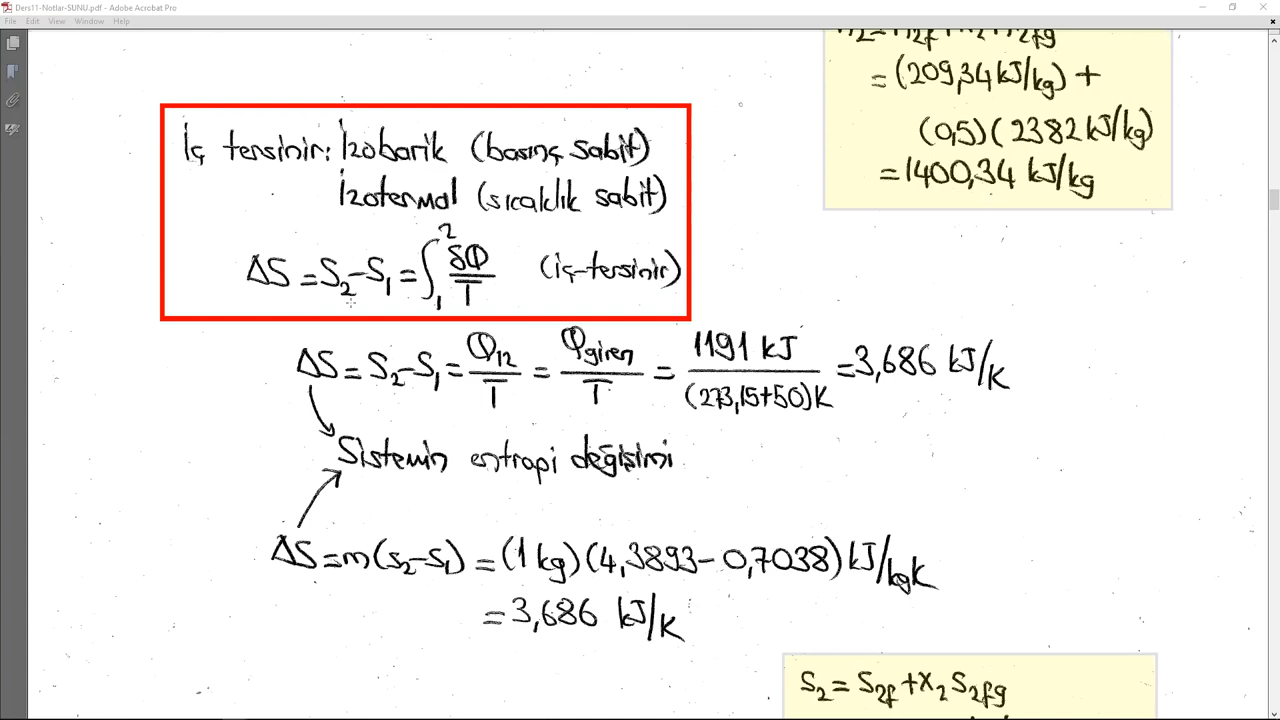 Ders11-Notlar-SUNU.pdf - Adobe Acrobat Pro
File Edit View Window Help
= (209,34 kJ/kg) +
(0,5)(2382 kJ/kg)
= 1400,34 kJ/kg
İç tersinir: İzobarik (basınç sabit)
İzotermal (sıcaklık sabit)
ΔS = S₂-S₁ = ∫₁² δQ/T (iç-tersinir)
ΔS = S₂-S₁ = Q₁₂/T = Qgiren/T = 1191 kJ/(273,15+50)K = 3,686 kJ/K
Sistemin entropi değişimi
ΔS = m(s₂-s₁) = (1 kg)(4,3893-0,7038) kJ/kgK
= 3,686 kJ/K
S₂ = S₂f + x₂ S₂fg